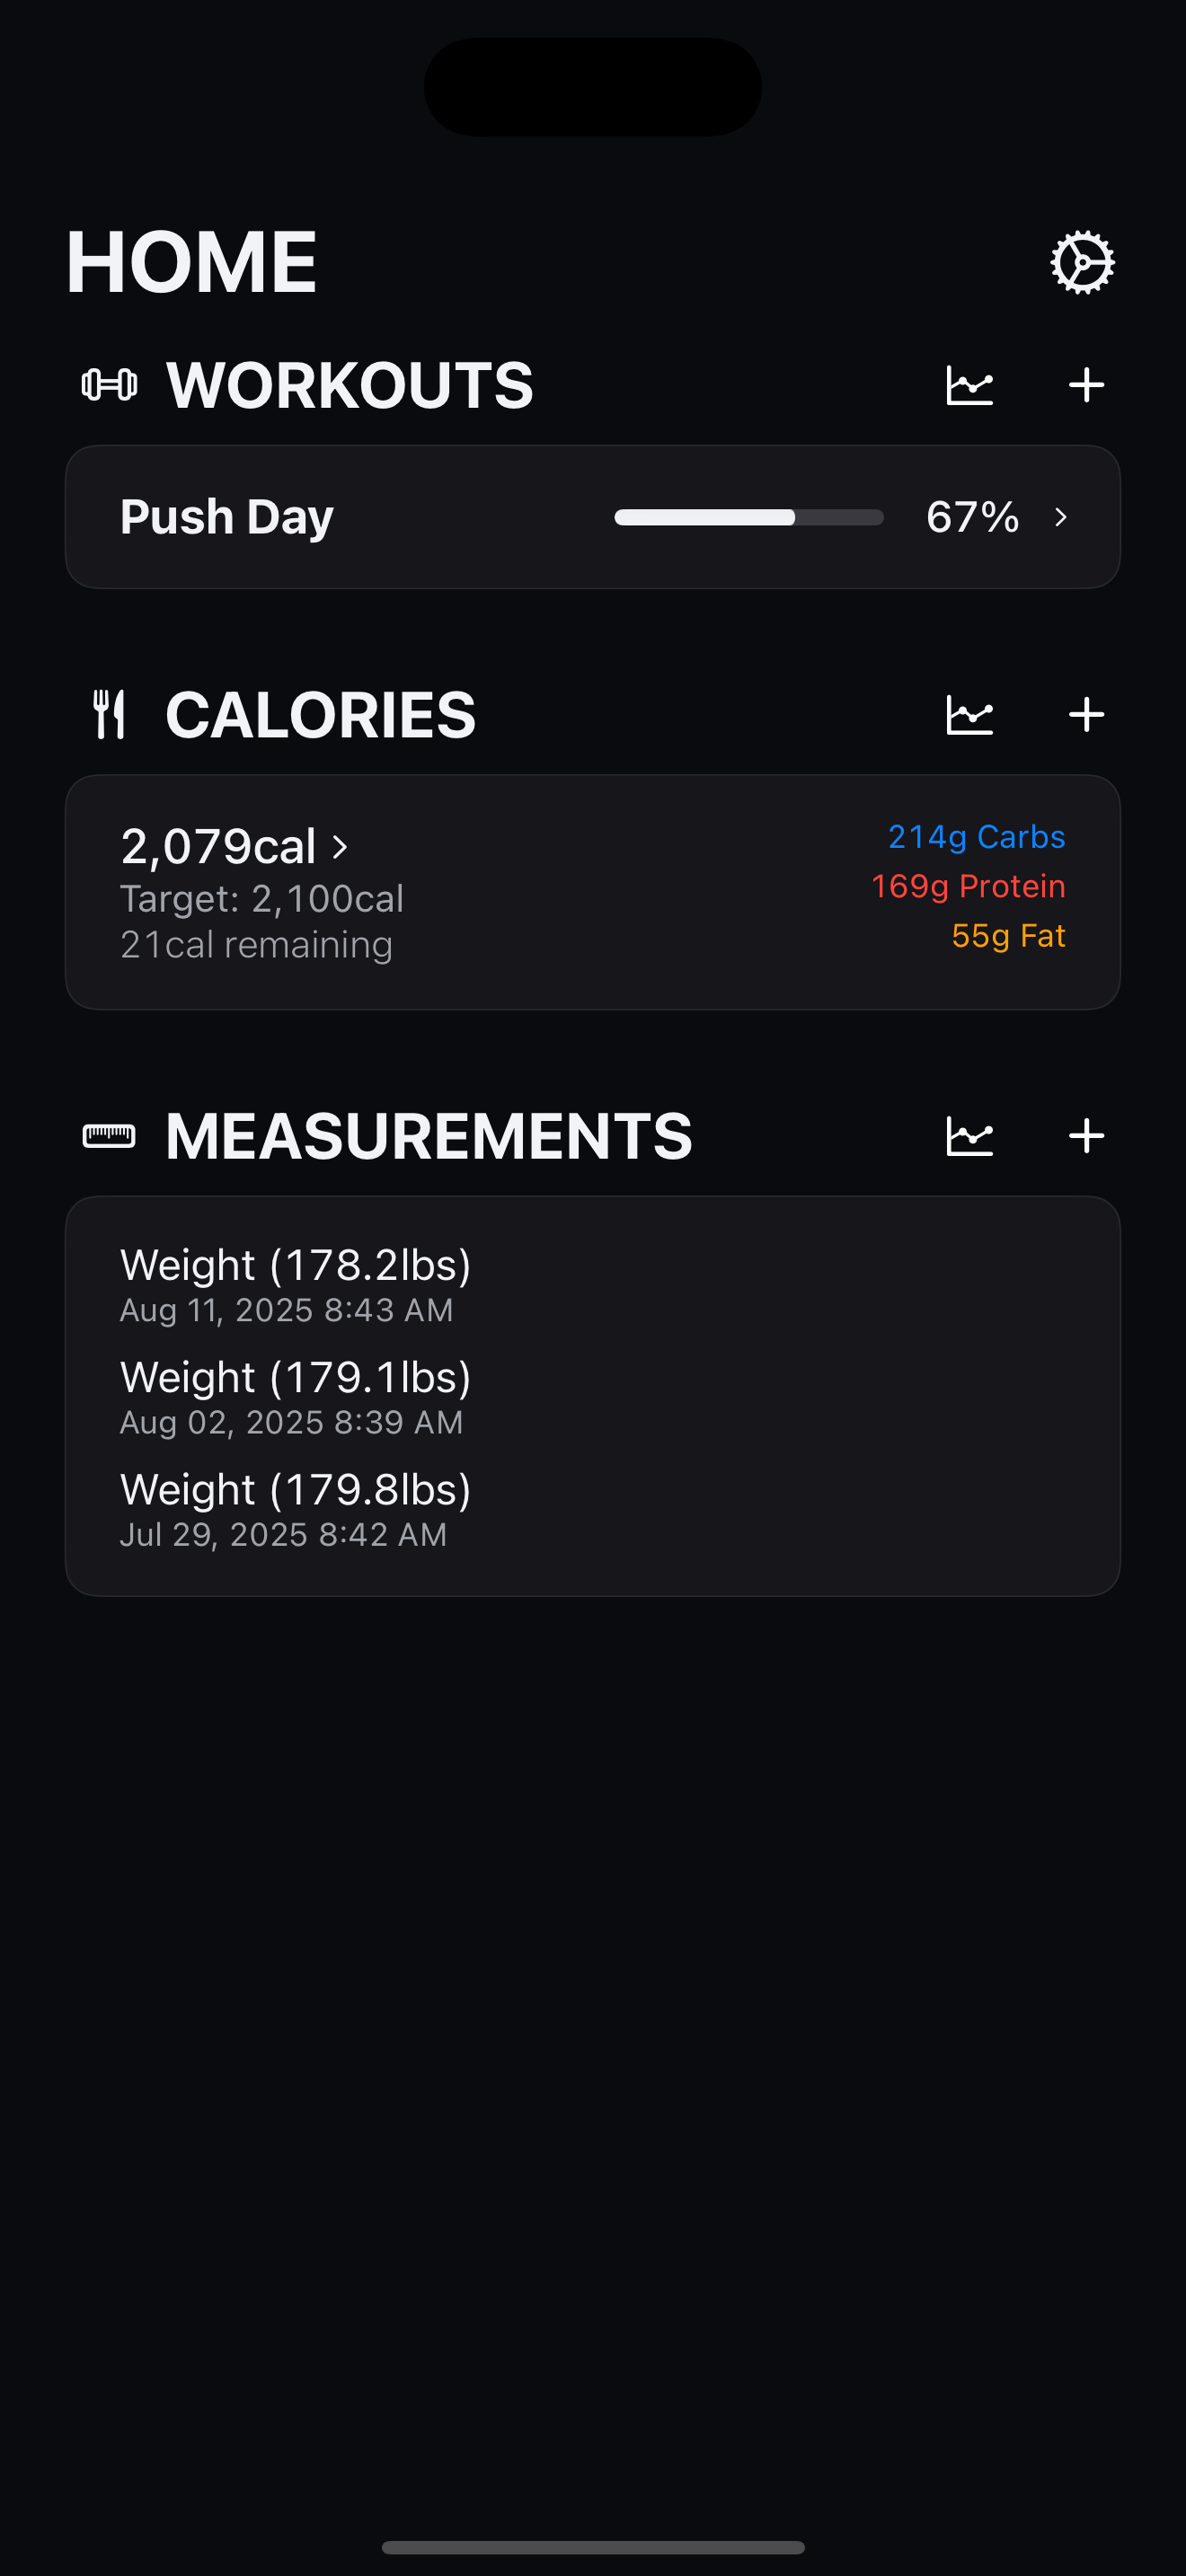 HOME
WORKOUTS
Push Day 67%
CALORIES
2,079cal
Target: 2,100cal
21cal remaining
214g Carbs
169g Protein
55g Fat
MEASUREMENTS
Weight (178.2lbs)
Aug 11, 2025 8:43 AM
Weight (179.1lbs)
Aug 02, 2025 8:39 AM
Weight (179.8lbs)
Jul 29, 2025 8:42 AM